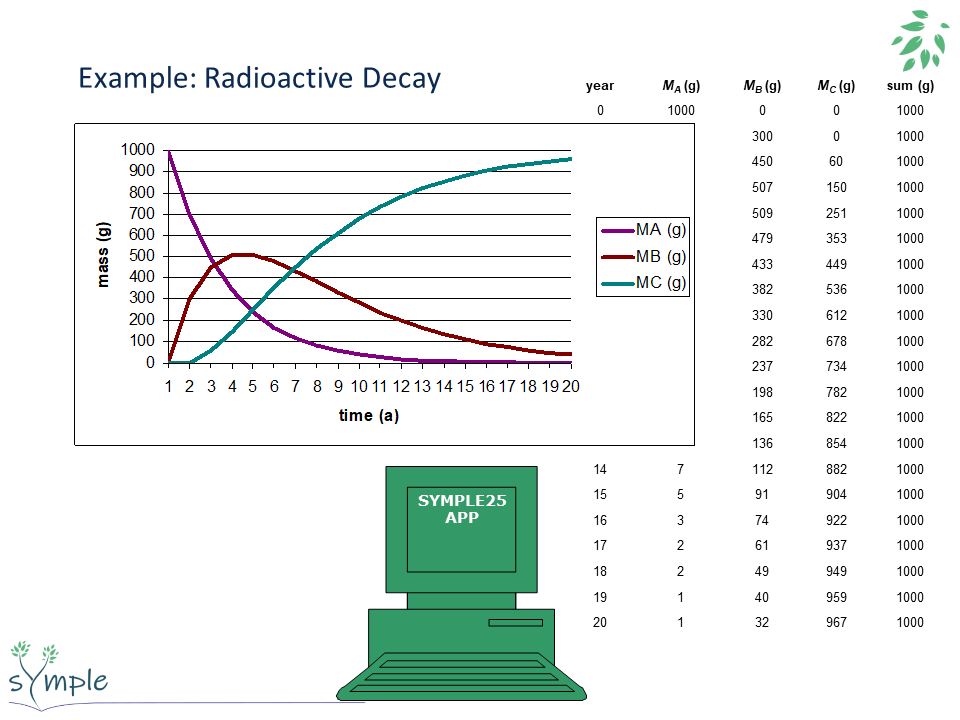 Example: Radioactive Decay
year M_A (g) M_B (g) M_C (g) sum (g)
0 1000 0 0 1000
300 0 1000
450 60 1000
507 150 1000
509 251 1000
479 353 1000
433 449 1000
382 536 1000
330 612 1000
282 678 1000
237 734 1000
198 782 1000
165 822 1000
136 854 1000
14 7 112 882 1000
15 5 91 904 1000
16 3 74 922 1000
17 2 61 937 1000
18 2 49 949 1000
19 1 40 959 1000
20 1 32 967 1000
mass (g)
1000
900
800
700
600
500
400
300
200
100
0
1 2 3 4 5 6 7 8 9 10 11 12 13 14 15 16 17 18 19 20
time (a)
MA (g)
MB (g)
MC (g)
SYMPLE25
APP
sYmple